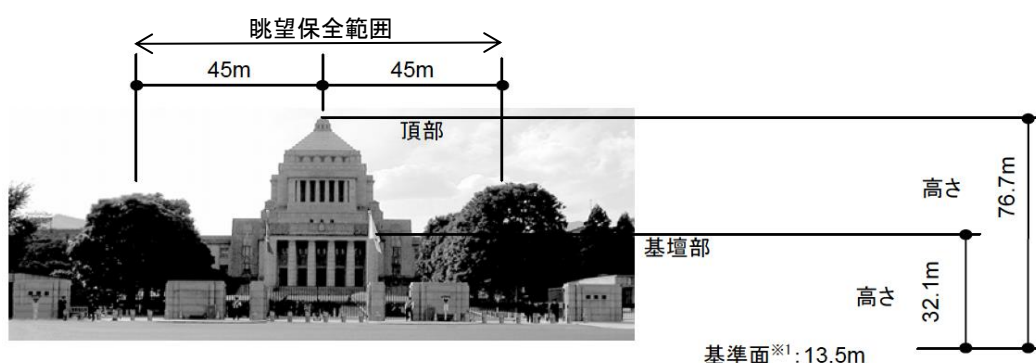 眺望保全範囲
45m
45m
頂部
高さ
76.7m
基壇部
高さ
32.1m
基準面※1:13.5m